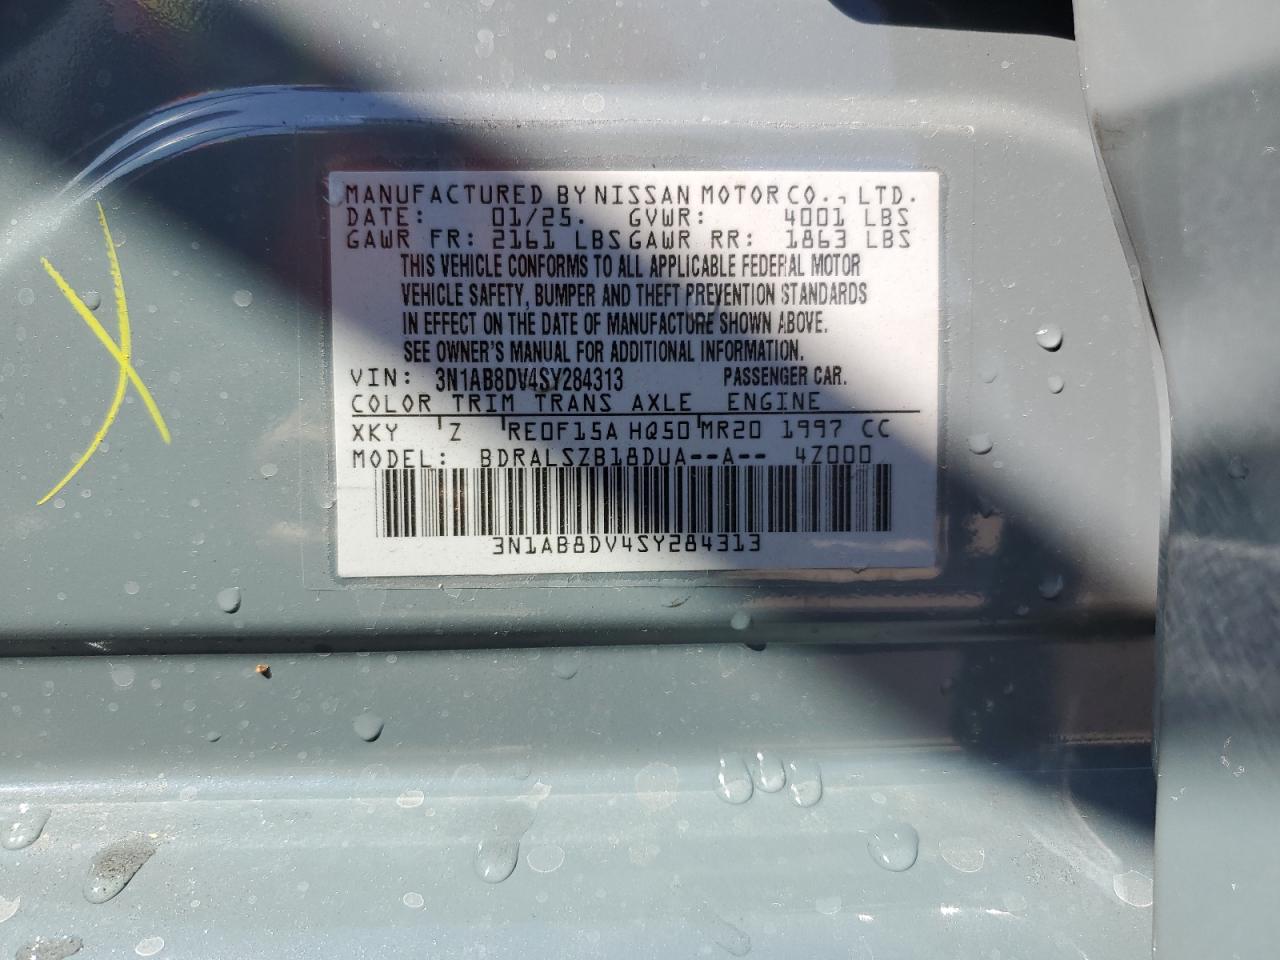 MANUFACTURED BY NISSAN MOTOR CO., LTD.
DATE: 01/25. GVWR: 4001 LBS
GAWR FR: 2161 LBS GAWR RR: 1863 LBS
THIS VEHICLE CONFORMS TO ALL APPLICABLE FEDERAL MOTOR
VEHICLE SAFETY, BUMPER AND THEFT PREVENTION STANDARDS
IN EFFECT ON THE DATE OF MANUFACTURE SHOWN ABOVE.
SEE OWNER'S MANUAL FOR ADDITIONAL INFORMATION.
VIN: 3N1AB8DV4SY284313 PASSENGER CAR.
COLOR TRIM TRANS AXLE ENGINE
XKY Z RE0F15A HQ50 MR20 1997 CC
MODEL: BDRALSZB18DUA--A-- 4Z000
3N1AB8DV4SY284313